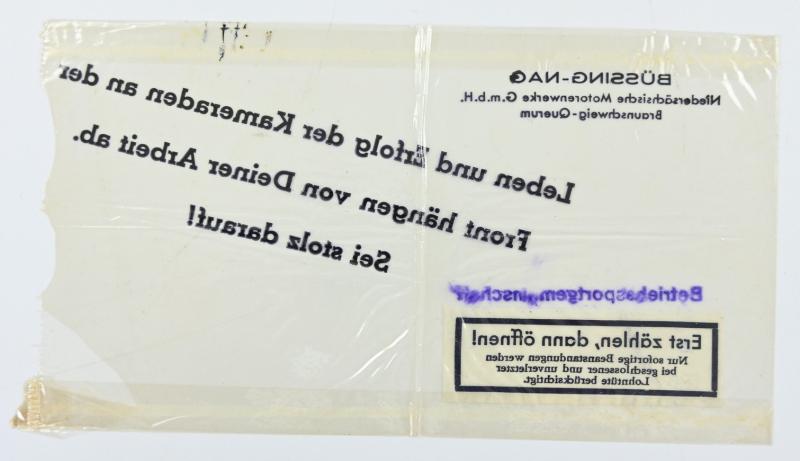 BÜSSING-NAG
Niedersächsische Motorenwerke G.m.b.H.
Braunschweig-Querum
Leben und Erfolg der Kameraden an der
Front hängen von Deiner Arbeit ab.
Sei stolz darauf!
Betriebssportgemeinschaft
Erst zählen, dann öffnen!
Nur sofortige Beanstandungen werden
bei geschlossener und unverletzter
Lohntüte berücksichtigt.